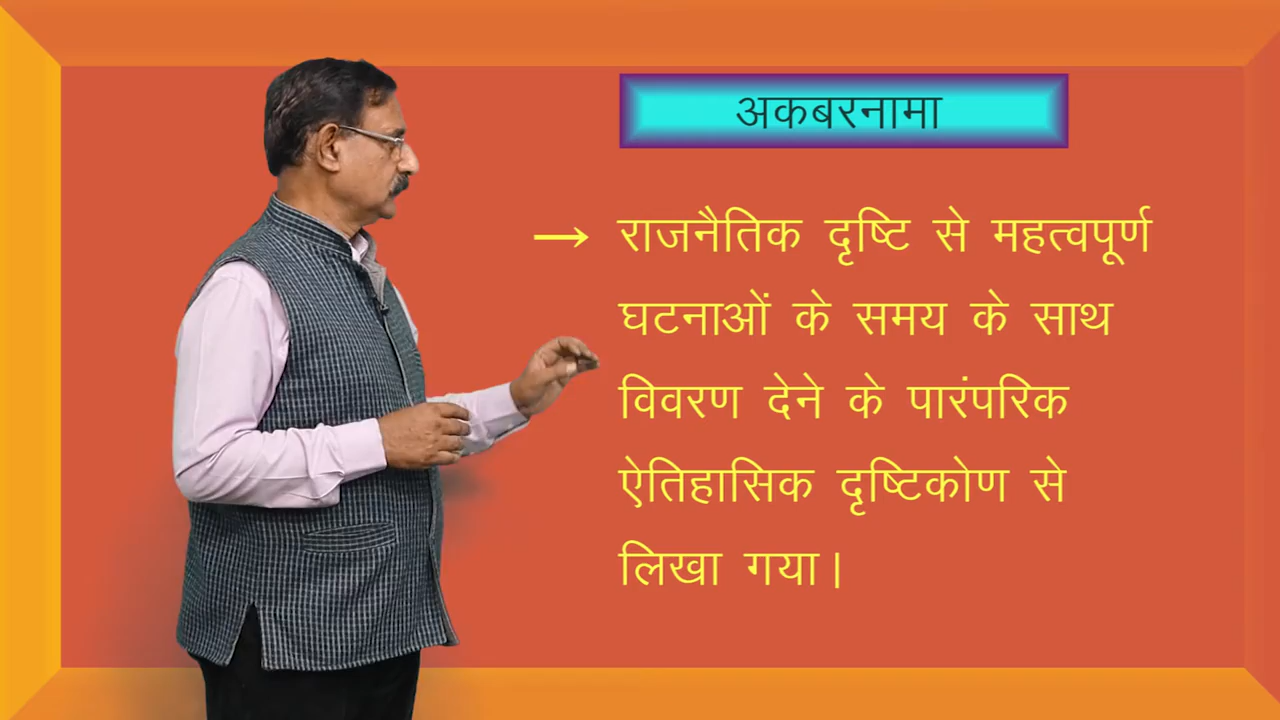 अकबरनामा
→ राजनैतिक दृष्टि से महत्वपूर्ण
घटनाओं के समय के साथ
विवरण देने के पारंपरिक
ऐतिहासिक दृष्टिकोण से
लिखा गया।